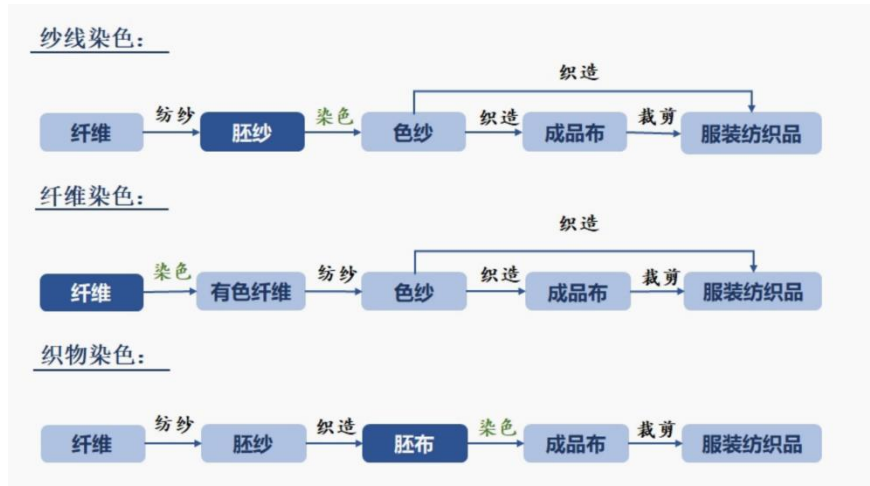 纱线染色：
织造
纺纱 染色 织造 裁剪
纤维 胚纱 色纱 成品布 服装纺织品
纤维染色：
织造
染色 纺纱 织造 裁剪
纤维 有色纤维 色纱 成品布 服装纺织品
织物染色：
纺纱 织造 染色 裁剪
纤维 胚纱 胚布 成品布 服装纺织品